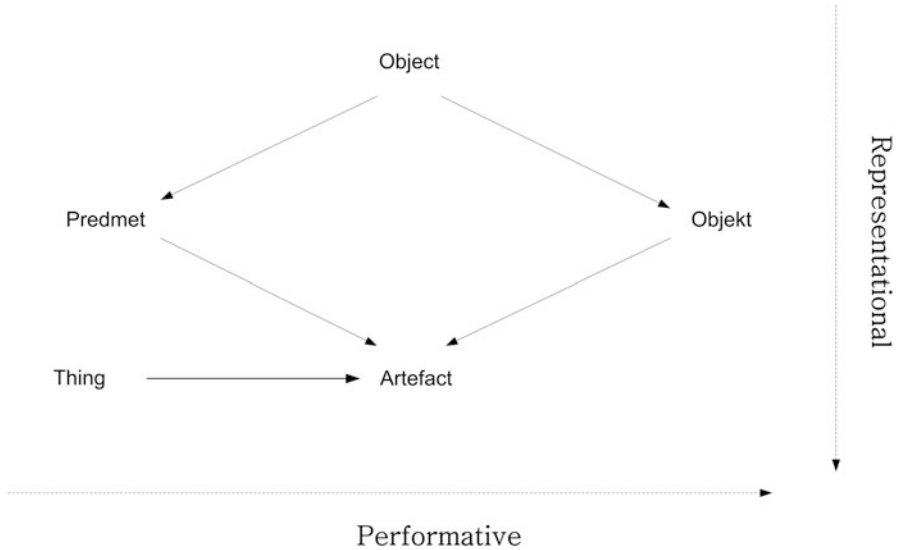 Object
Representational
Predmet
Objekt
Thing
Artefact
Performative